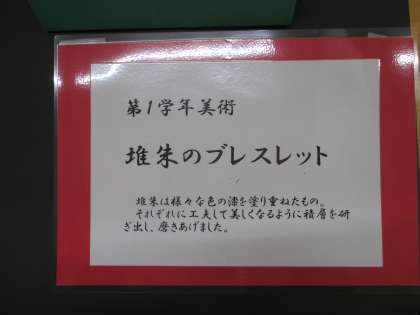 第1学年美術
堆朱のブレスレット
堆朱は様々な色の漆を塗り重ねたもの。
それぞれに工夫して美しくなるように積層を研
ぎ出し、磨きあげました。